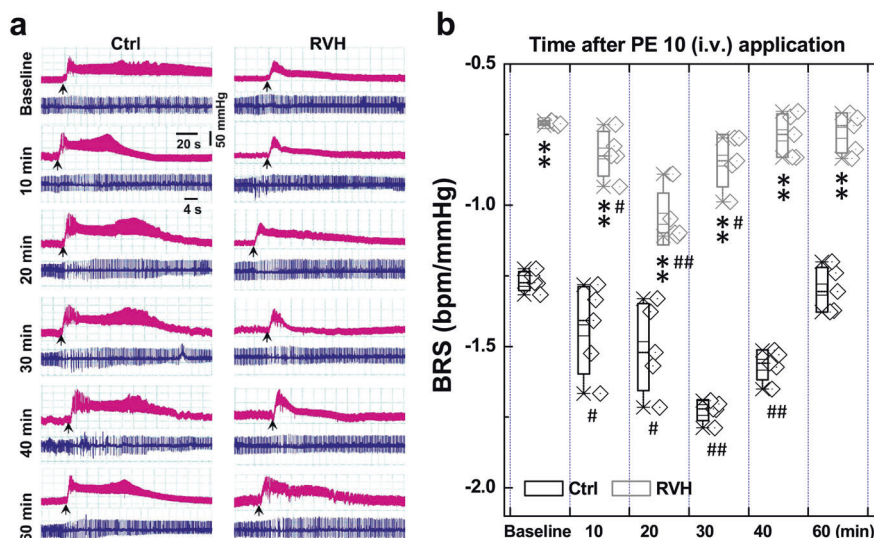 a
Ctrl
RVH
Baseline
50 mmHg
20 s
10 min
4 s
20 min
30 min
40 min
60 min
b
Time after PE 10 (i.v.) application
BRS (bpm/mmHg)
-0.5
-1.0
-1.5
-2.0
**
** #
** ##
** #
**
**
#
#
##
##
Ctrl
RVH
Baseline 10 20 30 40 60 (min)